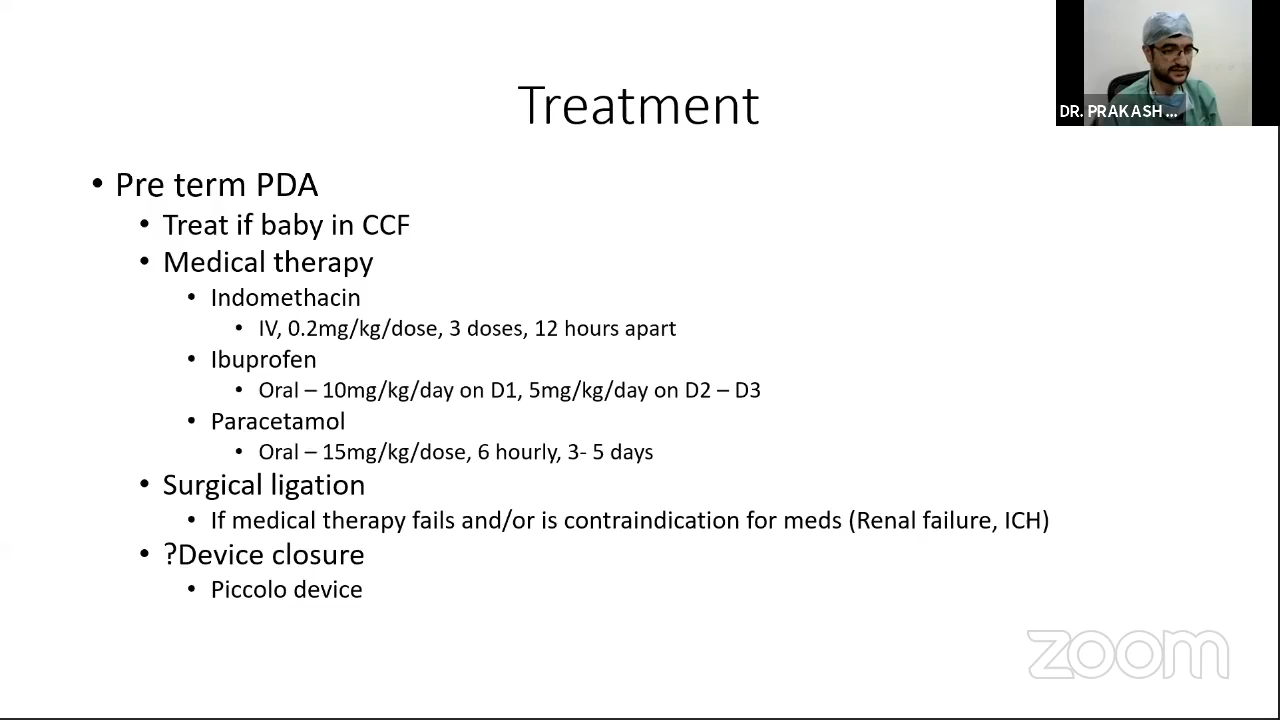 DR. PRAKASH ...
Treatment
• Pre term PDA
• Treat if baby in CCF
• Medical therapy
• Indomethacin
• IV, 0.2mg/kg/dose, 3 doses, 12 hours apart
• Ibuprofen
• Oral – 10mg/kg/day on D1, 5mg/kg/day on D2 – D3
• Paracetamol
• Oral – 15mg/kg/dose, 6 hourly, 3- 5 days
• Surgical ligation
• If medical therapy fails and/or is contraindication for meds (Renal failure, ICH)
• ?Device closure
• Piccolo device
zoom